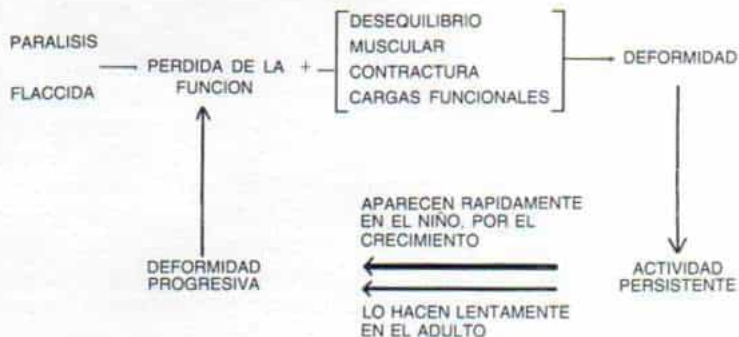 PARALISIS
FLACCIDA
PERDIDA DE LA +
FUNCION
DESEQUILIBRIO
MUSCULAR
CONTRACTURA
CARGAS FUNCIONALES
DEFORMIDAD
APARECEN RAPIDAMENTE
EN EL NIÑO, POR EL
CRECIMIENTO
DEFORMIDAD
PROGRESIVA
ACTIVIDAD
PERSISTENTE
LO HACEN LENTAMENTE
EN EL ADULTO